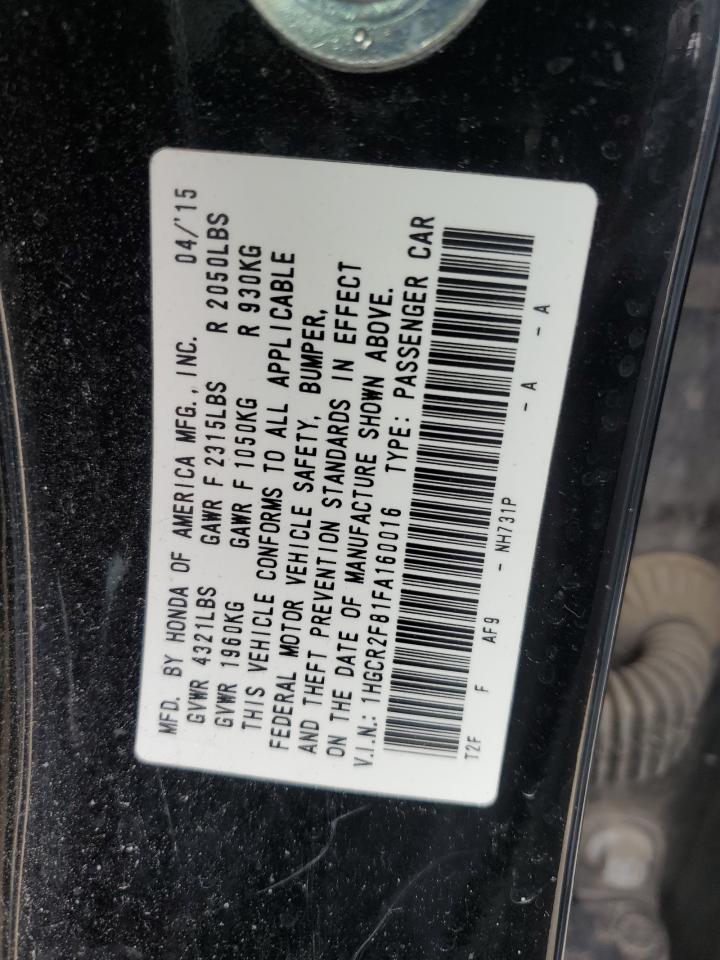 MFD. BY HONDA OF AMERICA MFG., INC. 04/'15
GVWR 4321LBS GAWR F 2315LBS R 2050LBS
GVWR 1960KG GAWR F 1050KG R 930KG
THIS VEHICLE CONFORMS TO ALL APPLICABLE
FEDERAL MOTOR VEHICLE SAFETY, BUMPER,
AND THEFT PREVENTION STANDARDS IN EFFECT
ON THE DATE OF MANUFACTURE SHOWN ABOVE.
V.I.N.: 1HGCR2F81FA160016 TYPE: PASSENGER CAR
T2F F AF9 - NH731P - A - A